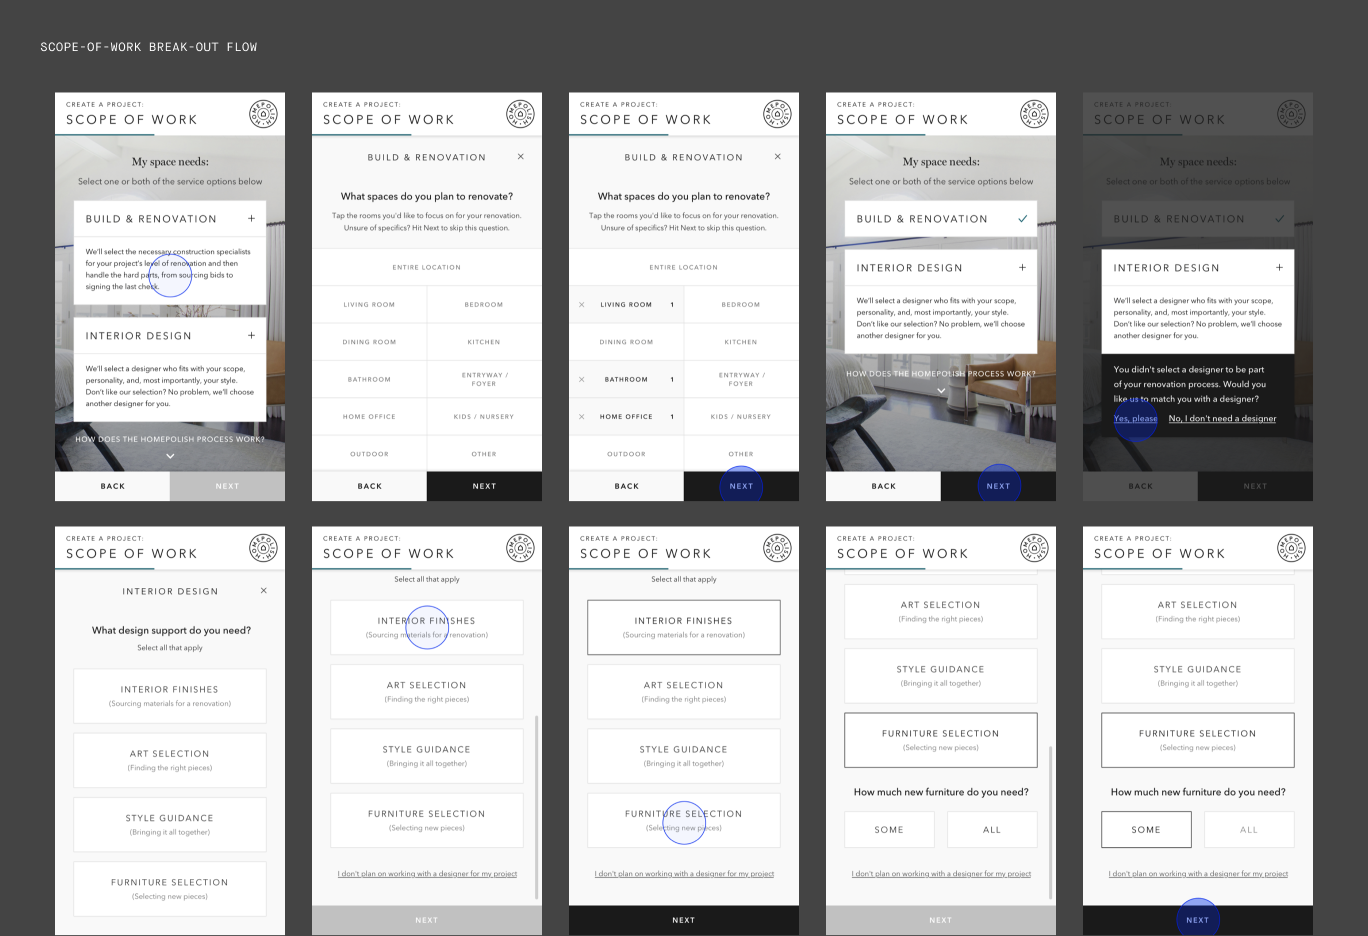 SCOPE-OF-WORK BREAK-OUT FLOW
CREATE A PROJECT:
SCOPE OF WORK
HOMEPOLISH
My space needs:
Select one or both of the service options below
BUILD & RENOVATION +
We'll select the necessary construction specialists
for your project's level of renovation and then
handle the hard parts, from sourcing bids to
signing the last check.
INTERIOR DESIGN +
We'll select a designer who fits with your scope,
personality, and, most importantly, your style.
Don't like our selection? No problem, we'll choose
another designer for you.
HOW DOES THE HOMEPOLISH PROCESS WORK?
BACK NEXT
CREATE A PROJECT:
SCOPE OF WORK
HOMEPOLISH
BUILD & RENOVATION ×
What spaces do you plan to renovate?
Tap the rooms you'd like to focus on for your renovation.
Unsure of specifics? Hit Next to skip this question.
ENTIRE LOCATION
LIVING ROOM BEDROOM
DINING ROOM KITCHEN
BATHROOM ENTRYWAY /
FOYER
HOME OFFICE KIDS / NURSERY
OUTDOOR OTHER
BACK NEXT
CREATE A PROJECT:
SCOPE OF WORK
HOMEPOLISH
BUILD & RENOVATION ×
What spaces do you plan to renovate?
Tap the rooms you'd like to focus on for your renovation.
Unsure of specifics? Hit Next to skip this question.
ENTIRE LOCATION
× LIVING ROOM 1 BEDROOM
DINING ROOM KITCHEN
× BATHROOM 1 ENTRYWAY /
FOYER
× HOME OFFICE 1 KIDS / NURSERY
OUTDOOR OTHER
BACK NEXT
CREATE A PROJECT:
SCOPE OF WORK
HOMEPOLISH
My space needs:
Select one or both of the service options below
BUILD & RENOVATION ✓
INTERIOR DESIGN +
We'll select a designer who fits with your scope,
personality, and, most importantly, your style.
Don't like our selection? No problem, we'll choose
another designer for you.
HOW DOES THE HOMEPOLISH PROCESS WORK?
BACK NEXT
CREATE A PROJECT:
SCOPE OF WORK
HOMEPOLISH
My space needs:
Select one or both of the service options below
BUILD & RENOVATION ✓
INTERIOR DESIGN +
We'll select a designer who fits with your scope,
personality, and, most importantly, your style.
Don't like our selection? No problem, we'll choose
another designer for you.
You didn't select a designer to be part
of your renovation process. Would you
like us to match you with a designer?
Yes, please No, I don't need a designer
BACK NEXT
CREATE A PROJECT:
SCOPE OF WORK
HOMEPOLISH
INTERIOR DESIGN ×
What design support do you need?
Select all that apply
INTERIOR FINISHES
(Sourcing materials for a renovation)
ART SELECTION
(Finding the right pieces)
STYLE GUIDANCE
(Bringing it all together)
FURNITURE SELECTION
(Selecting new pieces)
CREATE A PROJECT:
SCOPE OF WORK
HOMEPOLISH
Select all that apply
INTERIOR FINISHES
(Sourcing materials for a renovation)
ART SELECTION
(Finding the right pieces)
STYLE GUIDANCE
(Bringing it all together)
FURNITURE SELECTION
(Selecting new pieces)
I don't plan on working with a designer for my project
NEXT
CREATE A PROJECT:
SCOPE OF WORK
HOMEPOLISH
Select all that apply
INTERIOR FINISHES
(Sourcing materials for a renovation)
ART SELECTION
(Finding the right pieces)
STYLE GUIDANCE
(Bringing it all together)
FURNITURE SELECTION
(Selecting new pieces)
I don't plan on working with a designer for my project
NEXT
CREATE A PROJECT:
SCOPE OF WORK
HOMEPOLISH
ART SELECTION
(Finding the right pieces)
STYLE GUIDANCE
(Bringing it all together)
FURNITURE SELECTION
(Selecting new pieces)
How much new furniture do you need?
SOME ALL
I don't plan on working with a designer for my project
NEXT
CREATE A PROJECT:
SCOPE OF WORK
HOMEPOLISH
ART SELECTION
(Finding the right pieces)
STYLE GUIDANCE
(Bringing it all together)
FURNITURE SELECTION
(Selecting new pieces)
How much new furniture do you need?
SOME ALL
I don't plan on working with a designer for my project
NEXT